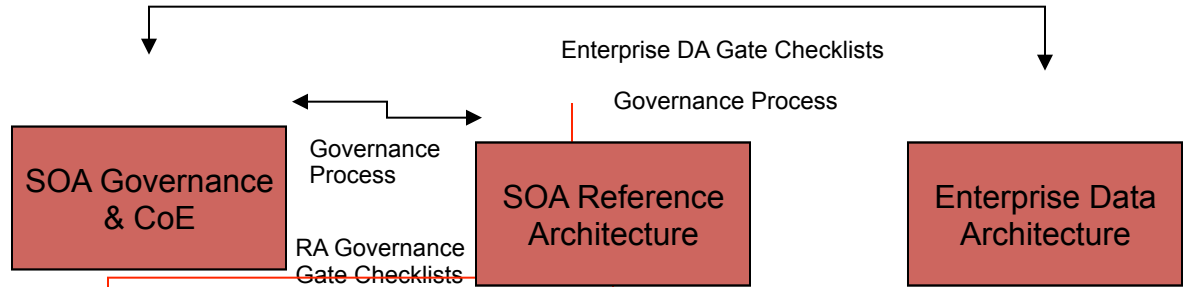 Enterprise DA Gate Checklists
Governance Process
Governance
Process
SOA Governance
& CoE
SOA Reference
Architecture
Enterprise Data
Architecture
RA Governance
Gate Checklists